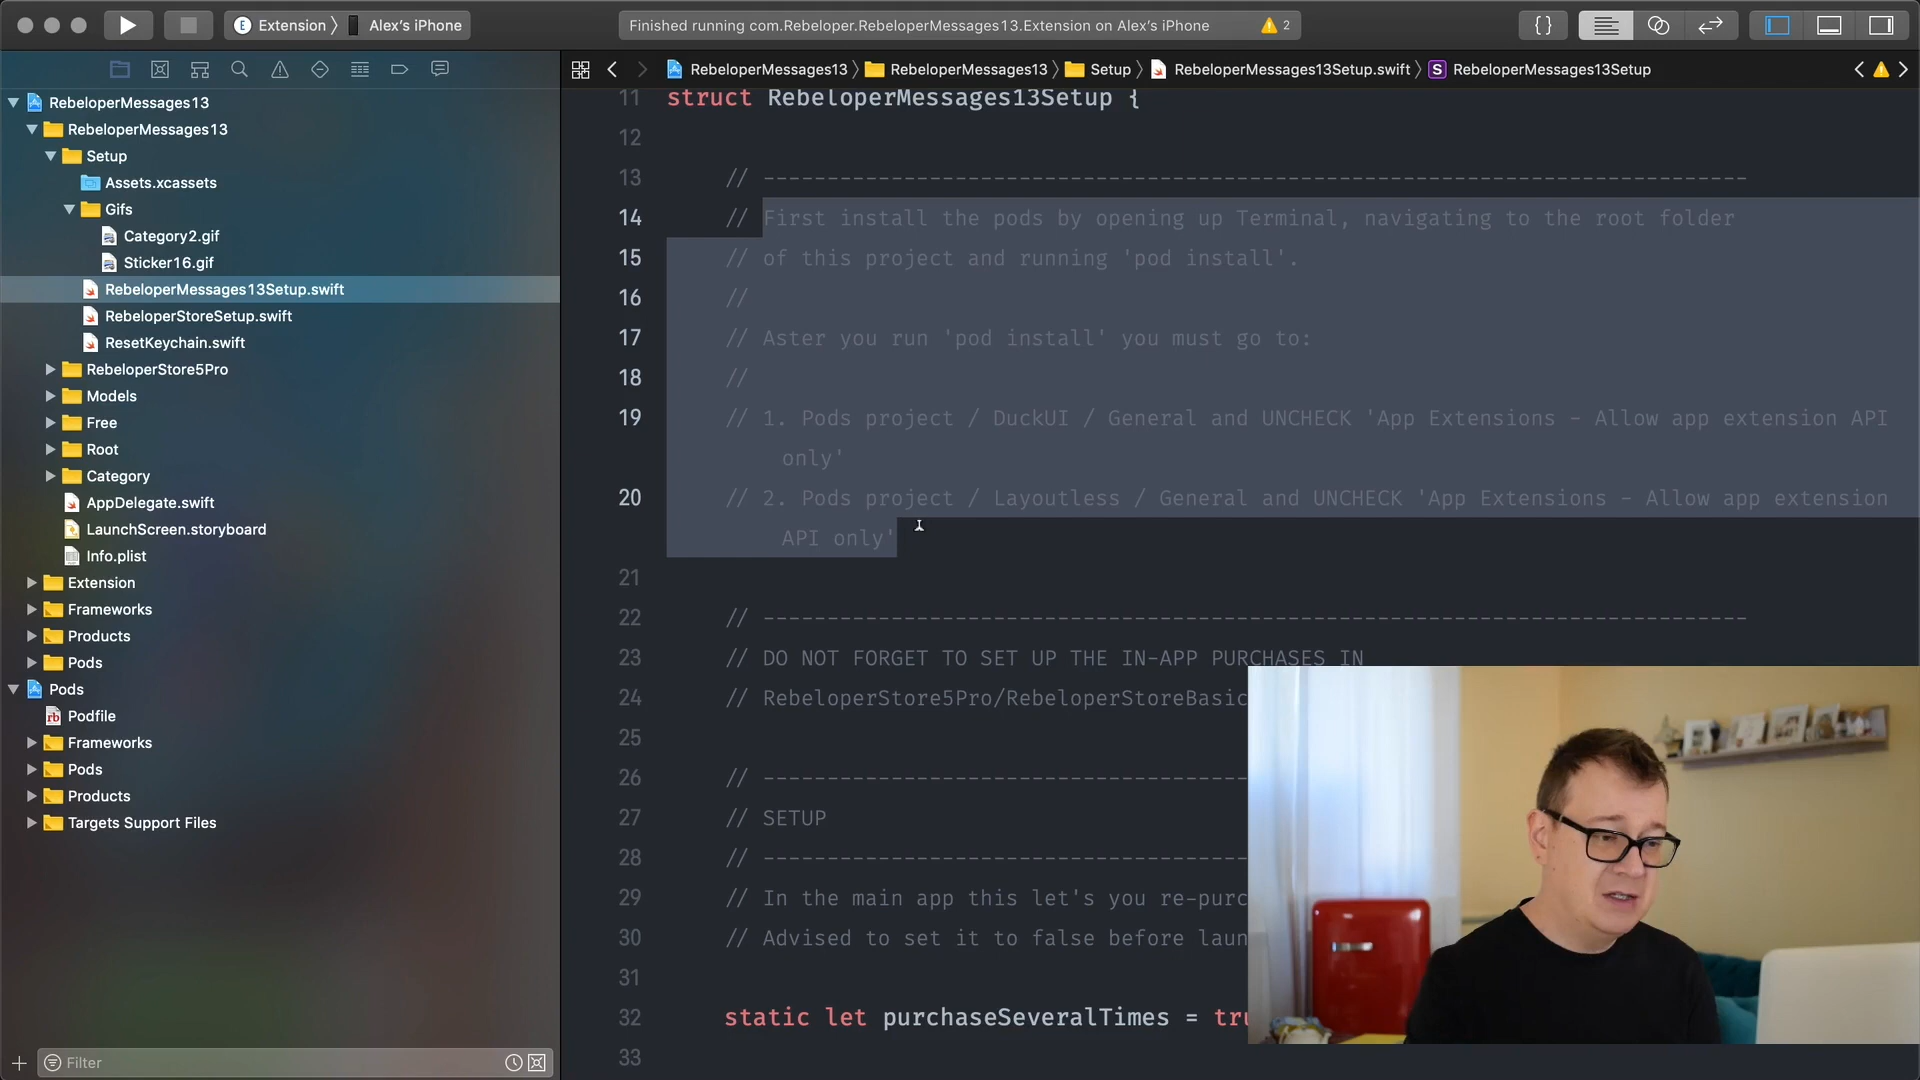 Extension
Alex's iPhone
Finished running com.Rebeloper.RebeloperMessages13.Extension on Alex's iPhone
2
RebeloperMessages13
RebeloperMessages13
Setup
RebeloperMessages13Setup.swift
S
RebeloperMessages13Setup
RebeloperMessages13
RebeloperMessages13
Setup
Assets.xcassets
Gifs
Category2.gif
Sticker16.gif
RebeloperMessages13Setup.swift
RebeloperStoreSetup.swift
ResetKeychain.swift
RebeloperStore5Pro
Models
Free
Root
Category
AppDelegate.swift
LaunchScreen.storyboard
Info.plist
Extension
Frameworks
Products
Pods
Pods
rb Podfile
Frameworks
Pods
Products
Targets Support Files
Filter
11 struct RebeloperMessages13Setup {
12
13 // -----------------------------------------------------------------------------
14 // First install the pods by opening up Terminal, navigating to the root folder
15 // of this project and running 'pod install'.
16 //
17 // Aster you run 'pod install' you must go to:
18 //
19 // 1. Pods project / DuckUI / General and UNCHECK 'App Extensions - Allow app extension API
only'
20 // 2. Pods project / Layoutless / General and UNCHECK 'App Extensions - Allow app extension
API only'
21
22 // -----------------------------------------------------------------------------
23 // DO NOT FORGET TO SET UP THE IN-APP PURCHASES IN
24 // RebeloperStore5Pro/RebeloperStoreBasic
25
26 // --------------------------------------
27 // SETUP
28 // --------------------------------------
29 // In the main app this let's you re-purc
30 // Advised to set it to false before laun
31
32 static let purchaseSeveralTimes = tru
33